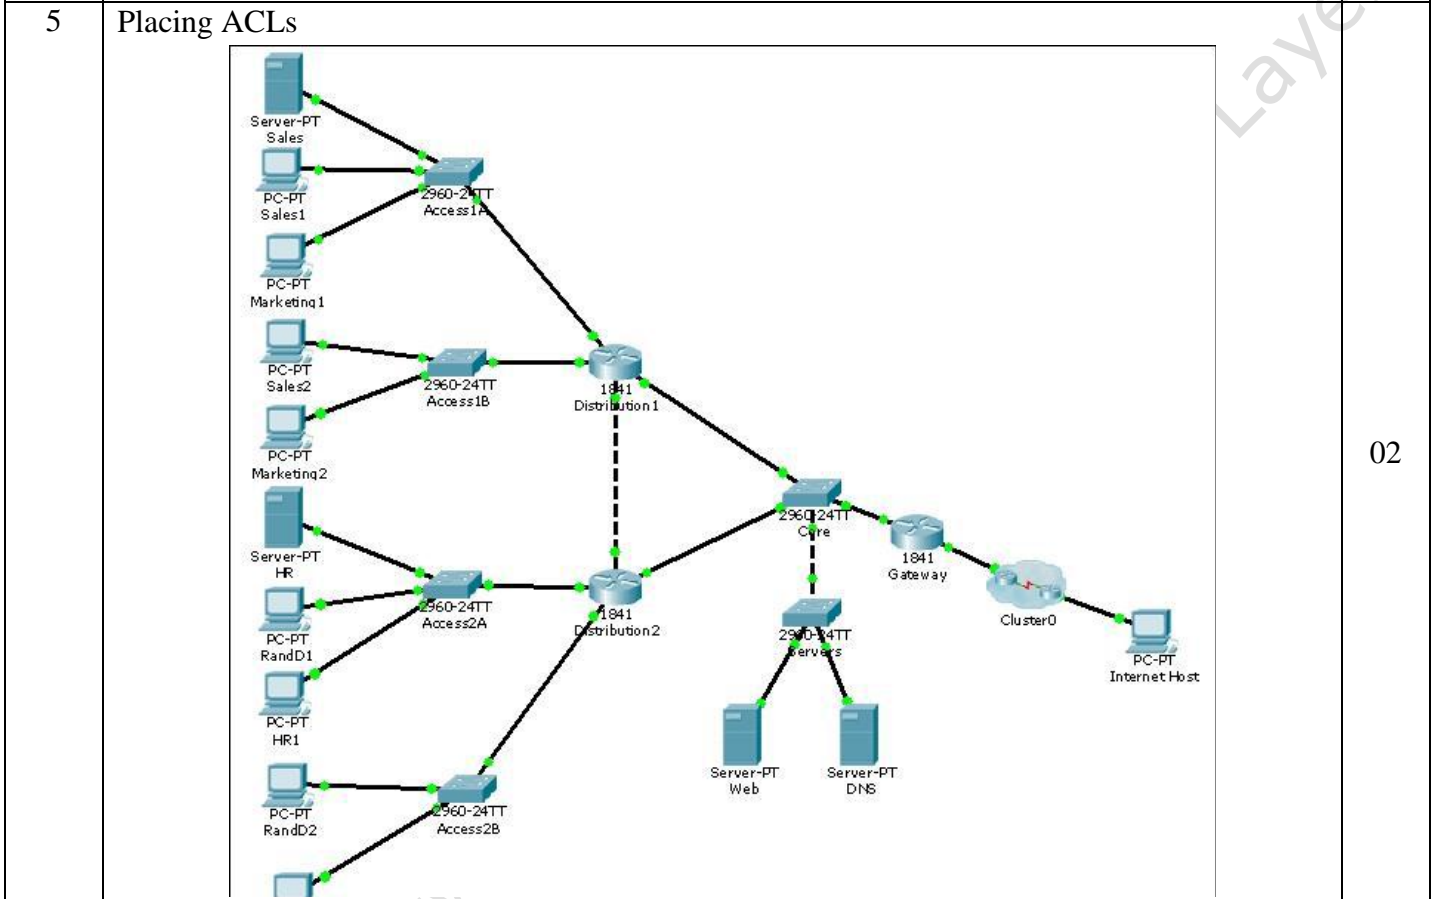 5
Placing ACLs
Server-PT
Sales
PC-PT
Sales1
2960-24TT
Access1A
PC-PT
Marketing1
PC-PT
Sales2
2960-24TT
Access1B
1841
Distribution1
PC-PT
Marketing2
02
2960-24TT
Core
Server-PT
HR
1841
Gateway
2960-24TT
Access2A
1841
Distribution2
Cluster0
PC-PT
RandD1
2960-24TT
Servers
PC-PT
Internet Host
PC-PT
HR1
Server-PT
Web
Server-PT
DNS
PC-PT
RandD2
2960-24TT
Access2B